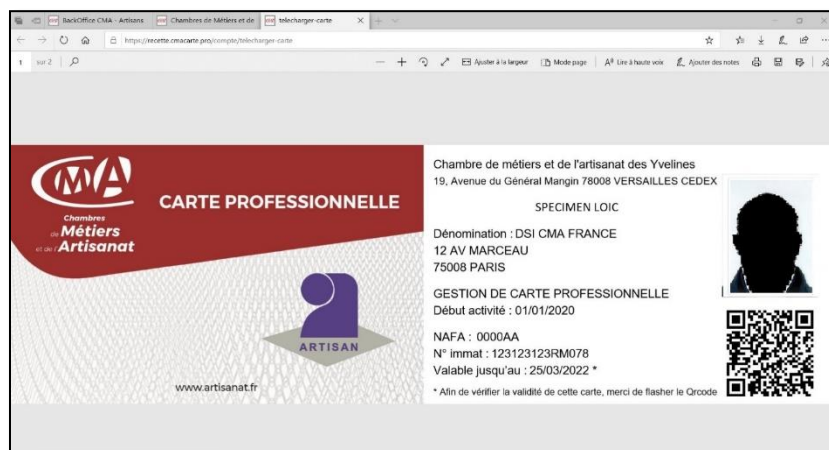 BackOffice CMA - Artisans
Chambres de Métiers et de
telecharger-carte
https://recette.cmacarte.pro/compte/telecharger-carte
1 sur 2
Ajuster à la largeur
Mode page
Lire à haute voix
Ajouter des notes
CMA
Chambres
de Métiers
et de l'Artisanat
CARTE PROFESSIONNELLE
ARTISAN
www.artisanat.fr
Chambre de métiers et de l'artisanat des Yvelines
19, Avenue du Général Mangin 78008 VERSAILLES CEDEX
SPECIMEN LOIC
Dénomination : DSI CMA FRANCE
12 AV MARCEAU
75008 PARIS
GESTION DE CARTE PROFESSIONNELLE
Début activité : 01/01/2020
NAFA : 0000AA
N° immat : 123123123RM078
Valable jusqu'au : 25/03/2022 *
* Afin de vérifier la validité de cette carte, merci de flasher le Qrcode